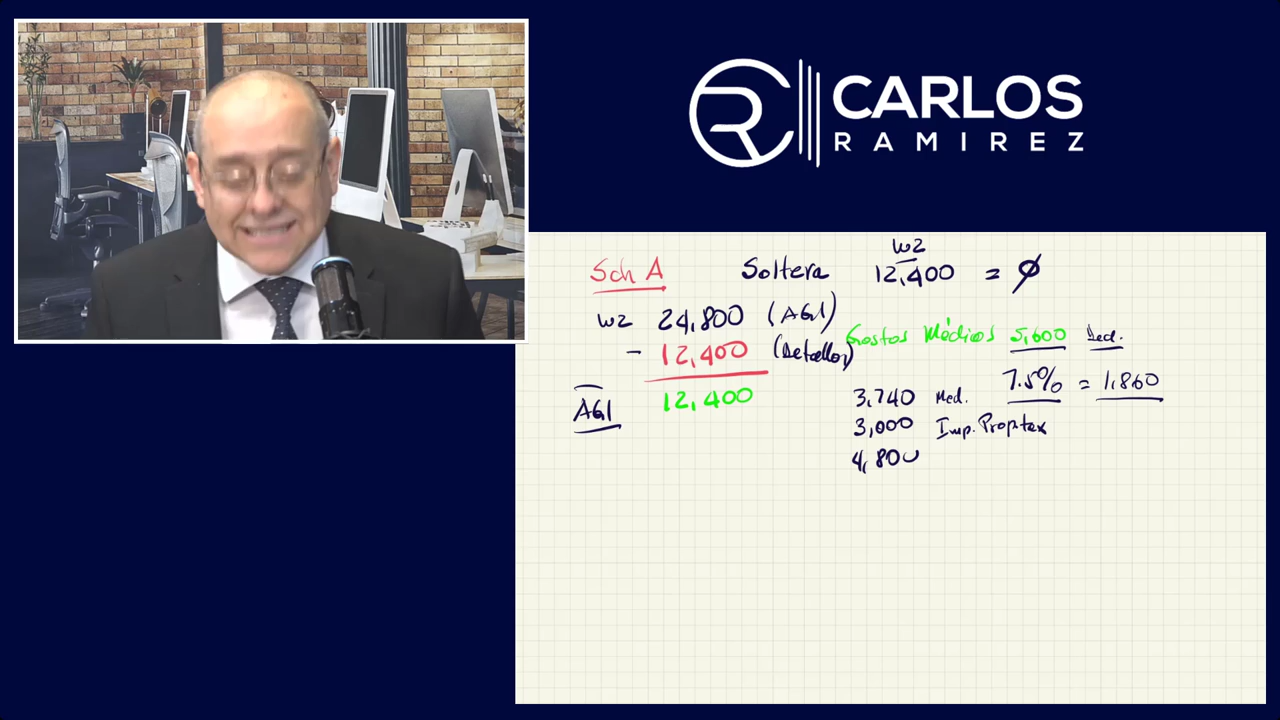 CARLOS
RAMIREZ
W2
Sch A Soltera 12,400 = ∅
W2 24,800 (AGI)
Gastos Médicos 5,600 Ded.
- 12,400 (Detallos)
7.5% = 1,860
AGI 12,400
3,740 Med.
3,000 Imp. Prop tax
4,800